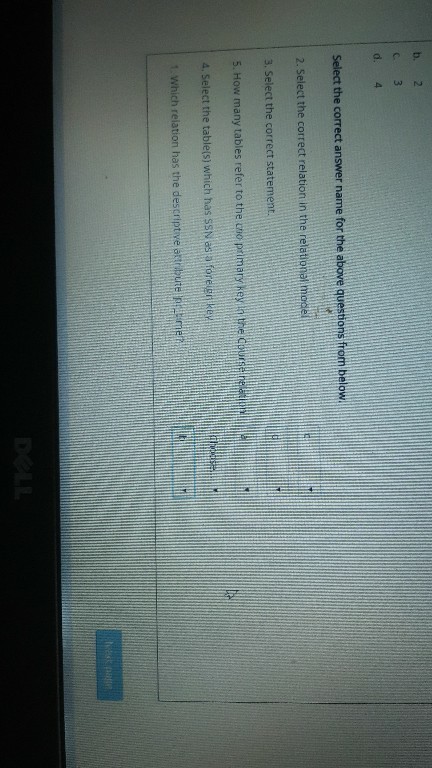 b. 2
c. 3
d. 4
Select the correct answer name for the above questions from below.
2. Select the correct relation in the relational model c
3. Select the correct statement.
5. How many tables refer to the cno primary key in the Course relation a
4. Select the table(s) which has SSN as a foreign key Choose...
1. Which relation has the descriptive attribute b
Next page
DELL